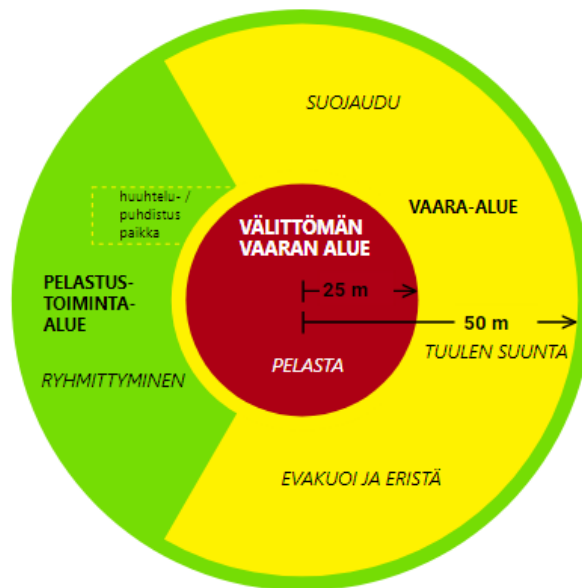 SUOJAUDU
huuhtelu- /
puhdistus
paikka
VAARA-ALUE
VÄLITTÖMÄN
VAARAN ALUE
PELASTUS-
TOIMINTA-
ALUE
25 m
50 m
TUULEN SUUNTA
PELASTA
RYHMITTYMINEN
EVAKUOI JA ERISTÄ